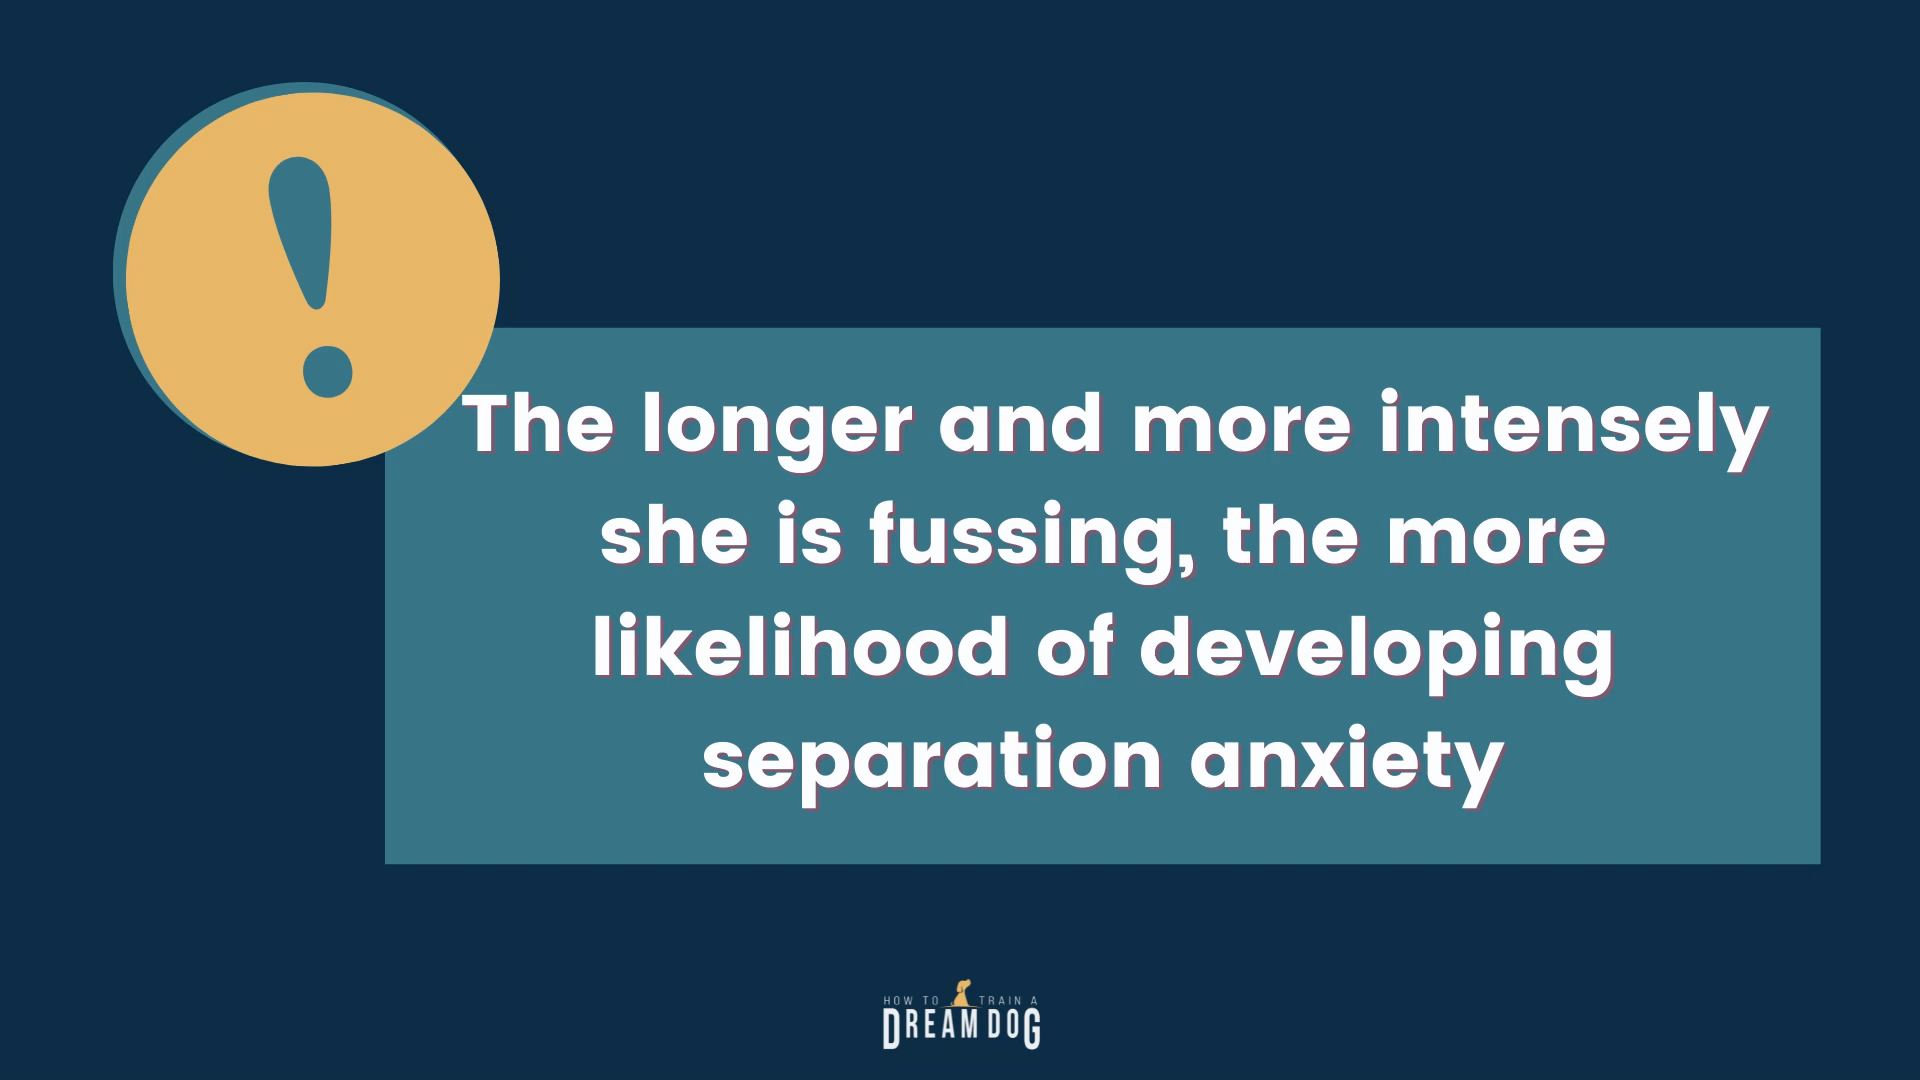 !
The longer and more intensely
she is fussing, the more
likelihood of developing
separation anxiety
HOW TO TRAIN A
DREAM DOG